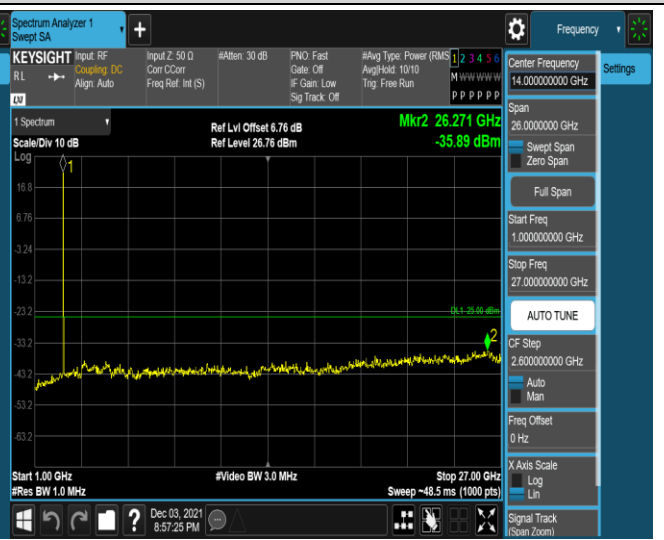 Spectrum Analyzer 1
Swept SA
+
Frequency
KEYSIGHT
RL
LXI
Input: RF
Coupling: DC
Align: Auto
Input Z: 50 Ω
Corr CCorr
Freq Ref: Int (S)
#Atten: 30 dB
PNO: Fast
Gate: Off
IF Gain: Low
Sig Track: Off
#Avg Type: Power (RMS
Avg|Hold: 10/10
Trig: Free Run
1 2 3 4 5 6
M W W W W W
P P P P P P
Center Frequency
14.000000000 GHz
Settings
Span
26.0000000 GHz
Swept Span
Zero Span
Full Span
Start Freq
1.000000000 GHz
Stop Freq
27.000000000 GHz
AUTO TUNE
CF Step
2.600000000 GHz
Auto
Man
Freq Offset
0 Hz
X Axis Scale
Log
Lin
Signal Track
(Span Zoom)
1 Spectrum
Scale/Div 10 dB
Log
Ref Lvl Offset 6.76 dB
Ref Level 26.76 dBm
Mkr2 26.271 GHz
-35.89 dBm
1
16.8
6.76
-3.24
-13.2
-23.2
DL1 -25.00 dBm
2
-33.2
-43.2
-53.2
-63.2
Start 1.00 GHz
#Res BW 1.0 MHz
#Video BW 3.0 MHz
Stop 27.00 GHz
Sweep ~48.5 ms (1000 pts)
?
Dec 03, 2021
8:57:25 PM